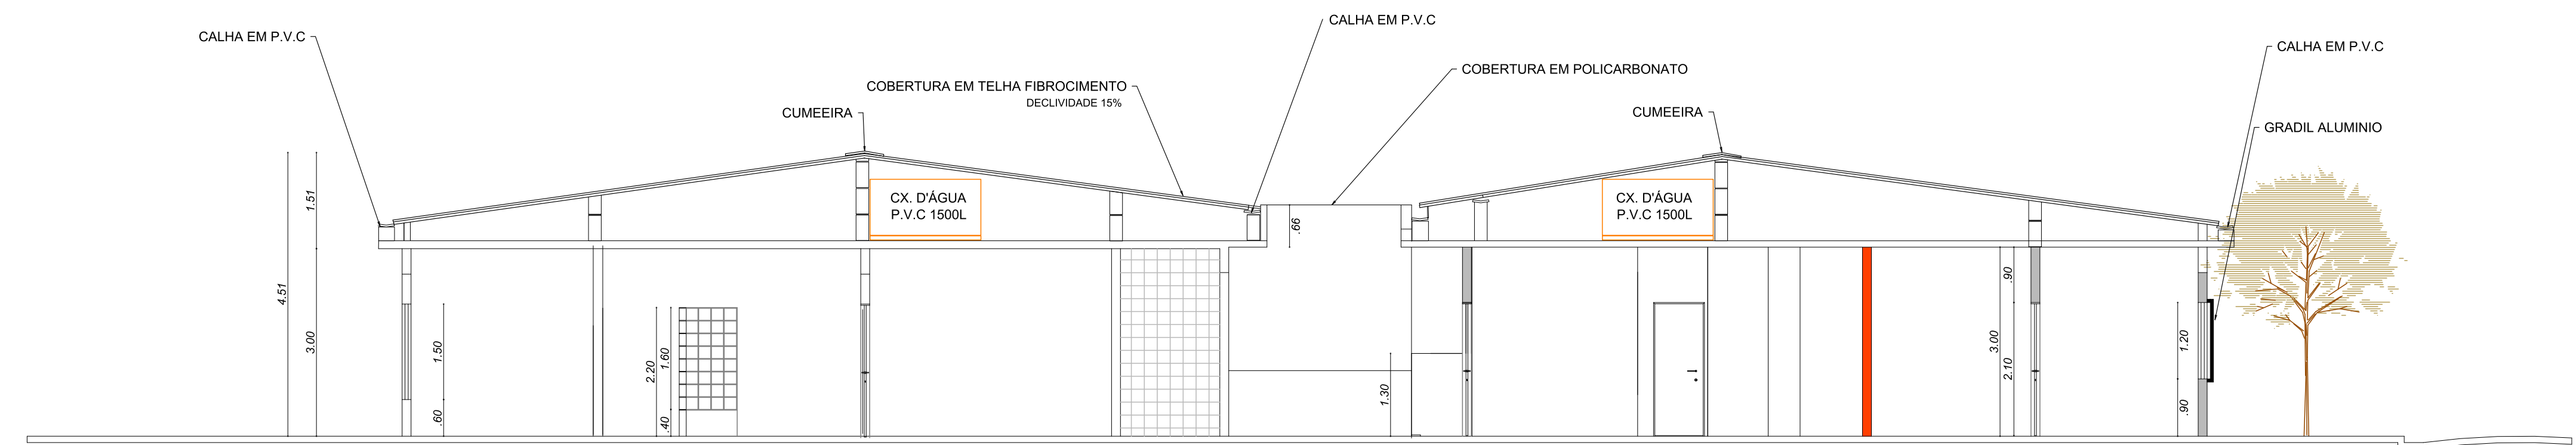 CALHA EM P.V.C
CALHA EM P.V.C
CALHA EM P.V.C
COBERTURA EM POLICARBONATO
COBERTURA EM TELHA FIBROCIMENTO
DECLIVIDADE 15%
CUMEEIRA
CUMEEIRA
GRADIL ALUMINIO
CX. D'ÁGUA
P.V.C 1500L
CX. D'ÁGUA
P.V.C 1500L
1.51
4.51
3.00
1.50
.60
2.20
1.60
.40
.66
1.30
.90
3.00
2.10
1.20
.90